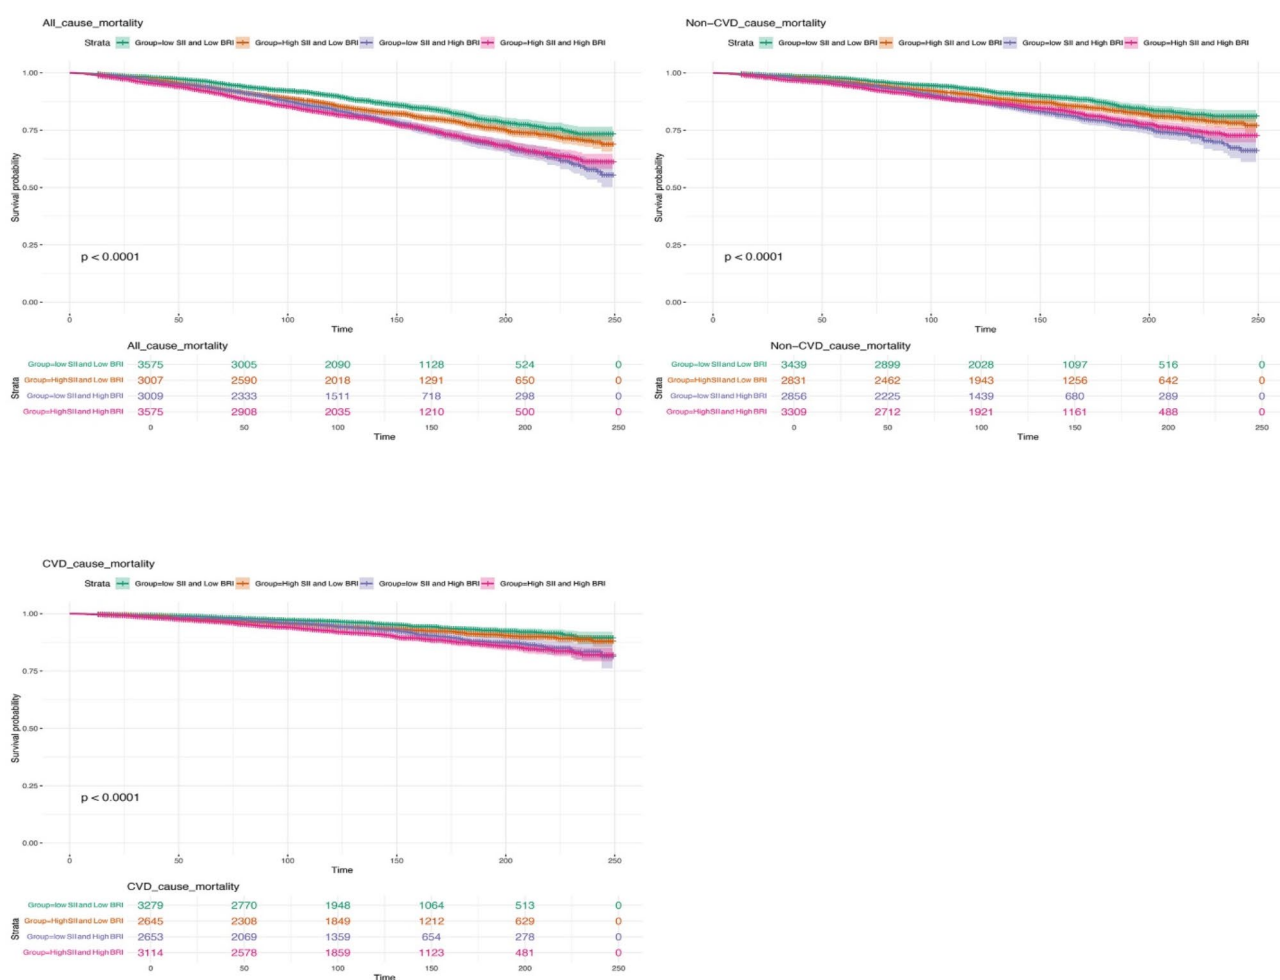 All_cause_mortality
Strata Group=low SII and Low BRI Group=High SII and Low BRI Group=low SII and High BRI Group=High SII and High BRI
1.00
0.75
0.50
0.25
0.00
Survival probability
p < 0.0001
0 50 100 150 200 250
Time
All_cause_mortality
Strata
Group=low SII and Low BRI 3575 3005 2090 1128 524 0
Group=High SII and Low BRI 3007 2590 2018 1291 650 0
Group=low SII and High BRI 3009 2333 1511 718 298 0
Group=High SII and High BRI 3575 2908 2035 1210 500 0
0 50 100 150 200 250
Time
Non-CVD_cause_mortality
Strata Group=low SII and Low BRI Group=High SII and Low BRI Group=low SII and High BRI Group=High SII and High BRI
1.00
0.75
0.50
0.25
0.00
Survival probability
p < 0.0001
0 50 100 150 200 250
Time
Non-CVD_cause_mortality
Strata
Group=low SII and Low BRI 3439 2899 2028 1097 516 0
Group=High SII and Low BRI 2831 2462 1943 1256 642 0
Group=low SII and High BRI 2856 2225 1439 680 289 0
Group=High SII and High BRI 3309 2712 1921 1161 488 0
0 50 100 150 200 250
Time
CVD_cause_mortality
Strata Group=low SII and Low BRI Group=High SII and Low BRI Group=low SII and High BRI Group=High SII and High BRI
1.00
0.75
0.50
0.25
0.00
Survival probability
p < 0.0001
0 50 100 150 200 250
Time
CVD_cause_mortality
Strata
Group=low SII and Low BRI 3279 2770 1948 1064 513 0
Group=High SII and Low BRI 2645 2308 1849 1212 629 0
Group=low SII and High BRI 2653 2069 1359 654 278 0
Group=High SII and High BRI 3114 2578 1859 1123 481 0
0 50 100 150 200 250
Time